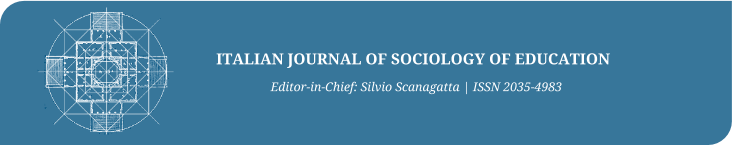 ITALIAN JOURNAL OF SOCIOLOGY OF EDUCATION
Editor-in-Chief: Silvio Scanagatta | ISSN 2035-4983